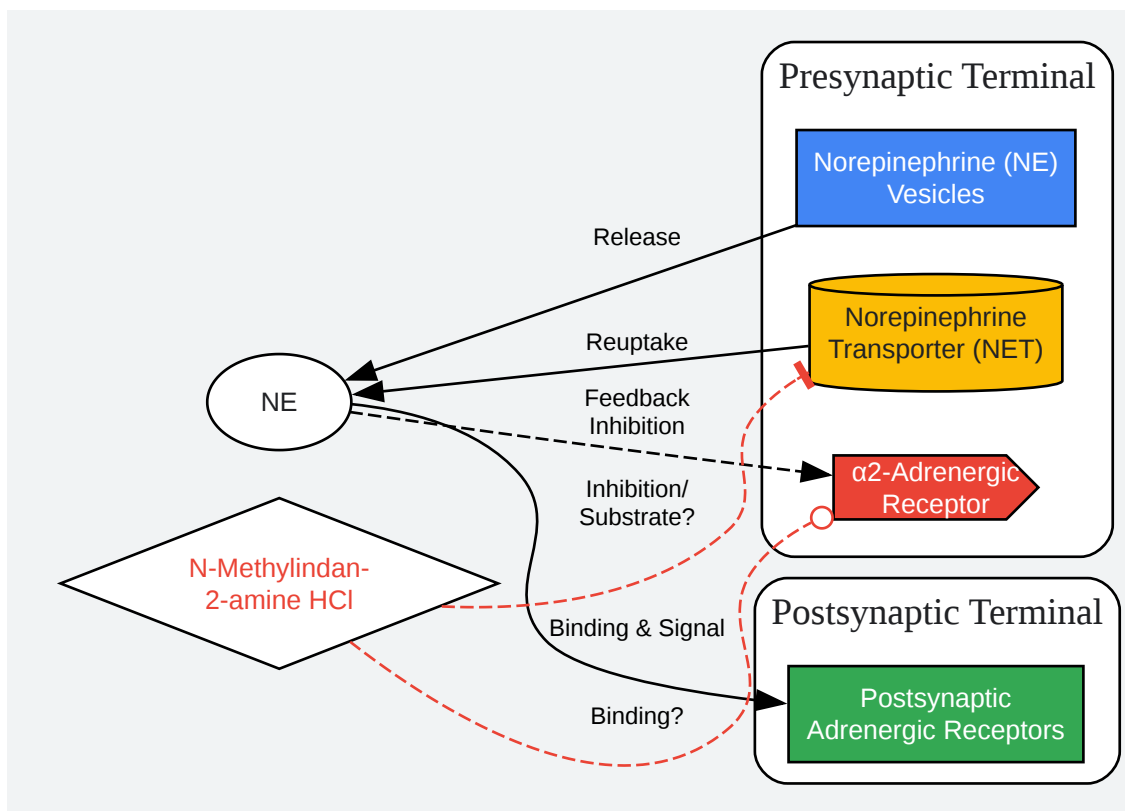 Presynaptic Terminal
Norepinephrine (NE)
Vesicles
Release
Norepinephrine
Transporter (NET)
Reuptake
NE
Feedback
Inhibition
α2-Adrenergic
Receptor
Inhibition/
Substrate?
N-Methylindan-
2-amine HCl
Postsynaptic Terminal
Binding & Signal
Postsynaptic
Adrenergic Receptors
Binding?